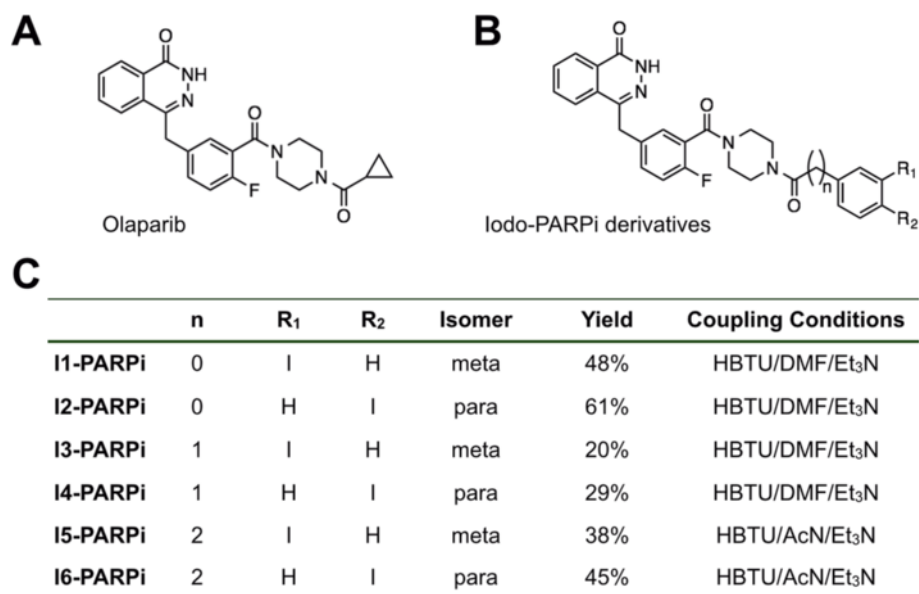 A
B
O
NH
N
O
N
F
N
O
Olaparib
O
NH
N
O
N
F
N
O
( )n
R1
R2
Iodo-PARPi derivatives
C
n R₁ R₂ Isomer Yield Coupling Conditions
I1-PARPi 0 I H meta 48% HBTU/DMF/Et₃N
I2-PARPi 0 H I para 61% HBTU/DMF/Et₃N
I3-PARPi 1 I H meta 20% HBTU/DMF/Et₃N
I4-PARPi 1 H I para 29% HBTU/DMF/Et₃N
I5-PARPi 2 I H meta 38% HBTU/AcN/Et₃N
I6-PARPi 2 H I para 45% HBTU/AcN/Et₃N